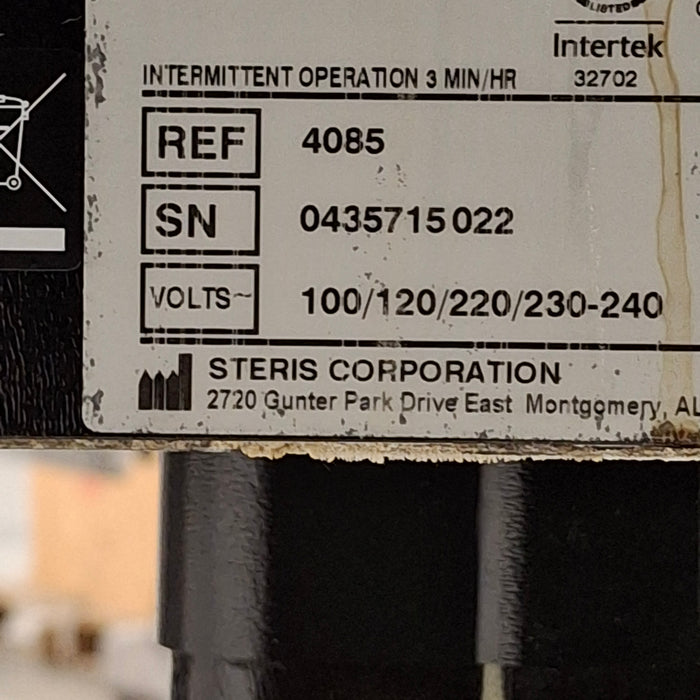 LISTED
Intertek
INTERMITTENT OPERATION 3 MIN/HR 32702
REF 4085
SN 0435715022
VOLTS~ 100/120/220/230-240
STERIS CORPORATION
2720 Gunter Park Drive East Montgomery, AL